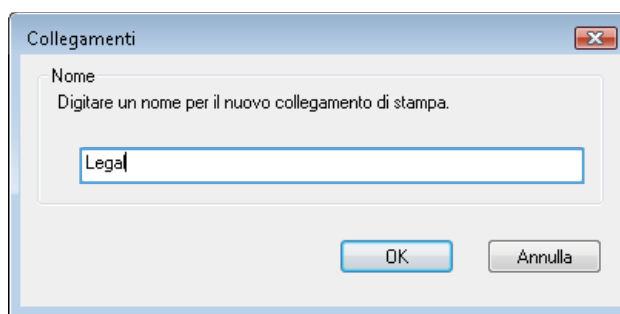 Collegamenti
Nome
Digitare un nome per il nuovo collegamento di stampa.
Legal
OK
Annulla